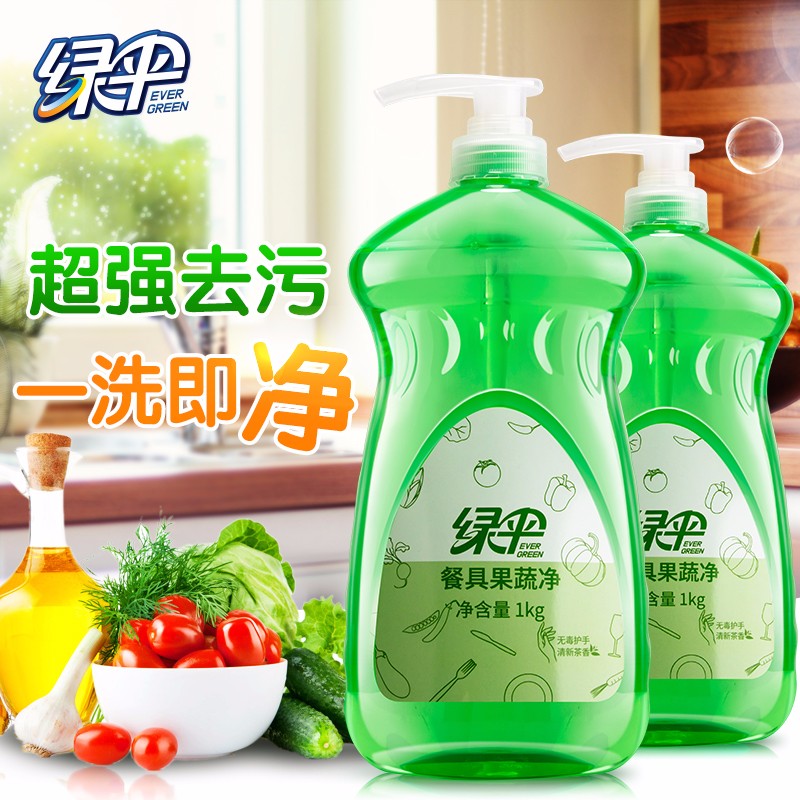 绿伞
EVER
GREEN
超强去污
一洗即净
绿伞
EVER
GREEN
餐具果蔬净
净含量 1kg
无毒护手
清新茶香
绿伞
EVER
GREEN
具果蔬净
含量 1kg
无毒护手
清新茶香